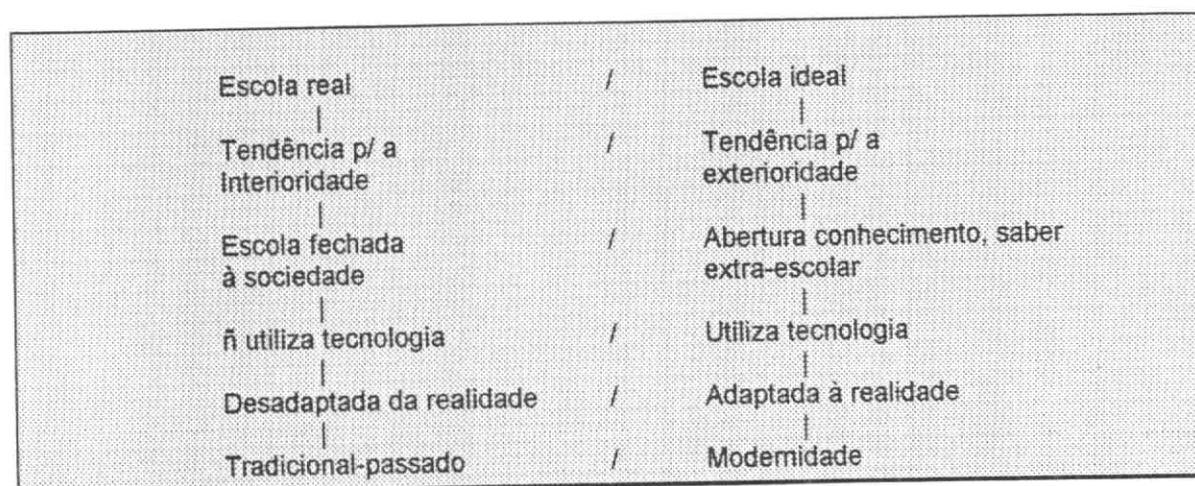 Escola real / Escola ideal
|
|
Tendência p/ a / Tendência p/ a
Interioridade exterioridade
|
|
Escola fechada / Abertura conhecimento, saber
à sociedade extra-escolar
|
|
ñ utiliza tecnologia / Utiliza tecnologia
|
|
Desadaptada da realidade / Adaptada à realidade
|
|
Tradicional-passado / Modernidade